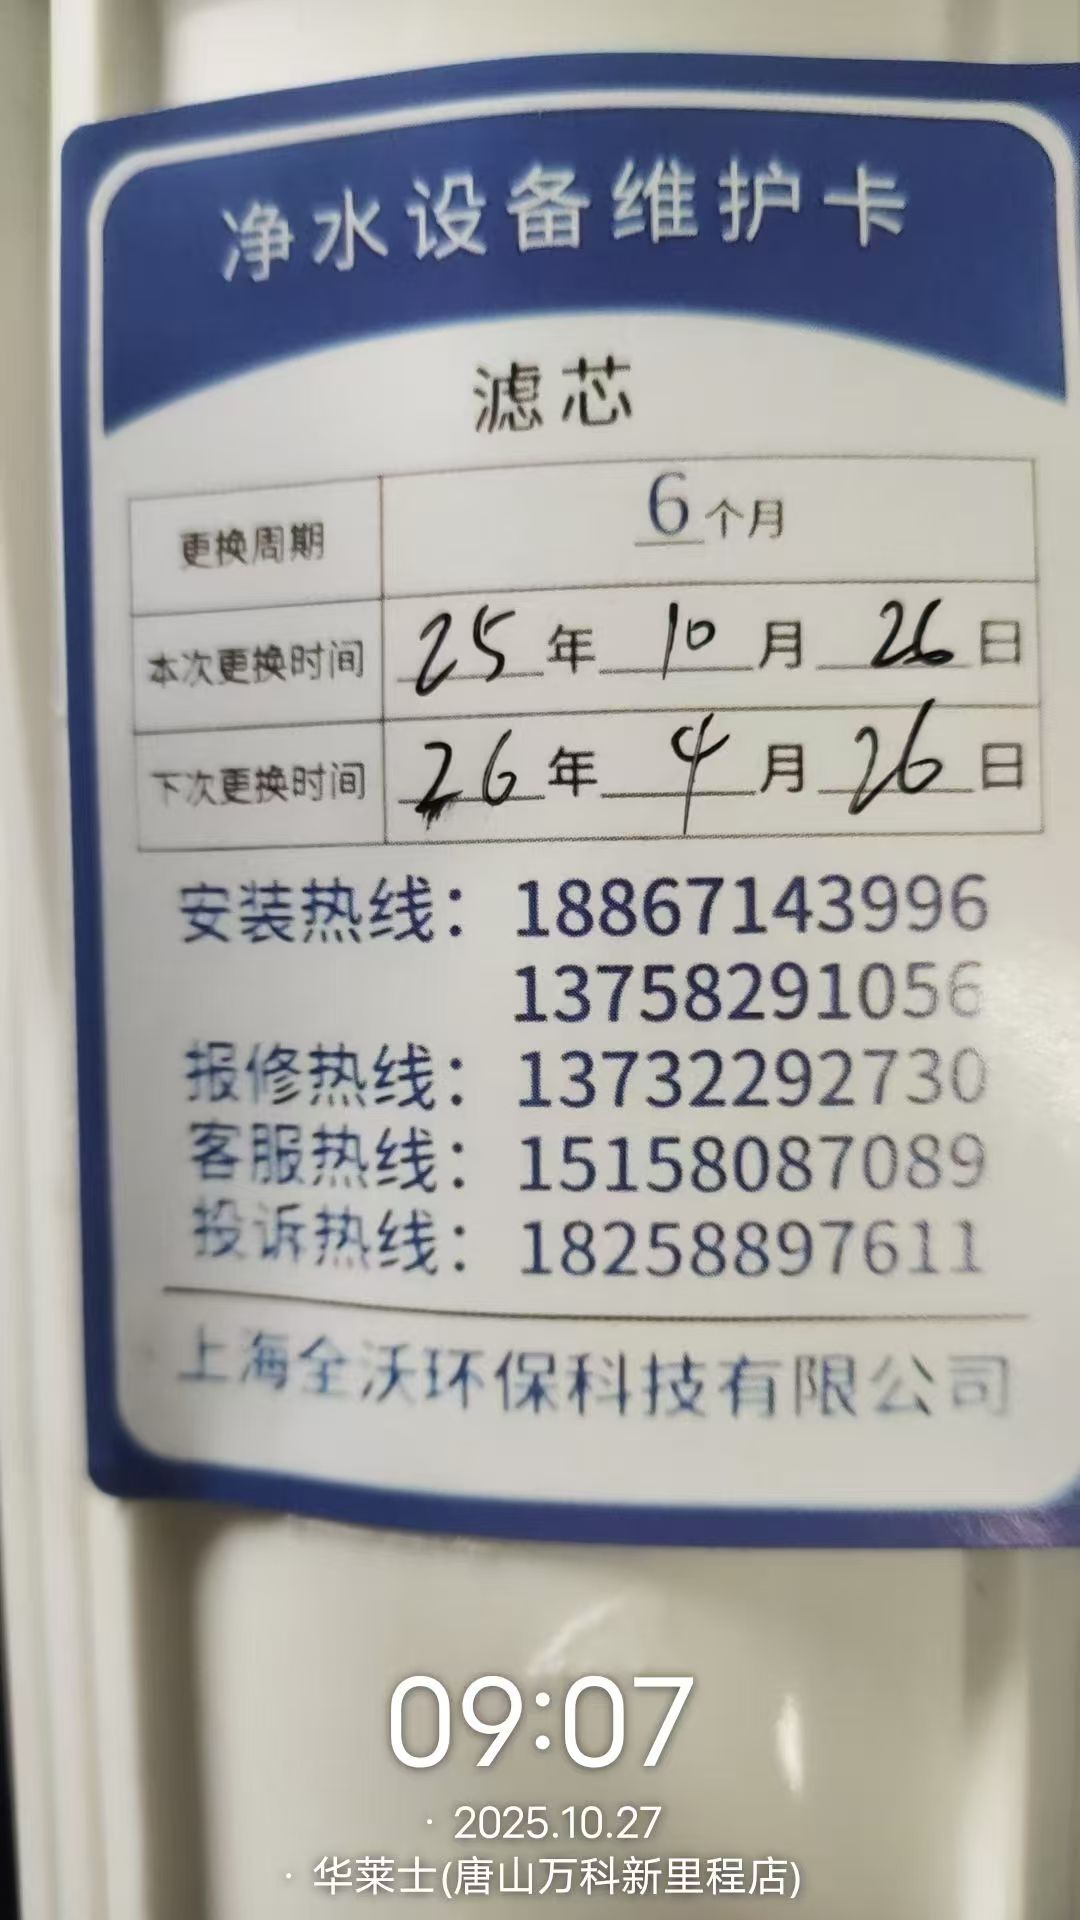 净水设备维护卡
滤芯
更换周期 6个月
本次更换时间 25年10月26日
下次更换时间 26年4月26日
安装热线：18867143996
13758291056
报修热线：13732292730
客服热线：15158087089
投诉热线：18258897611
上海全沃环保科技有限公司
09:07
· 2025.10.27
· 华莱士(唐山万科新里程店)